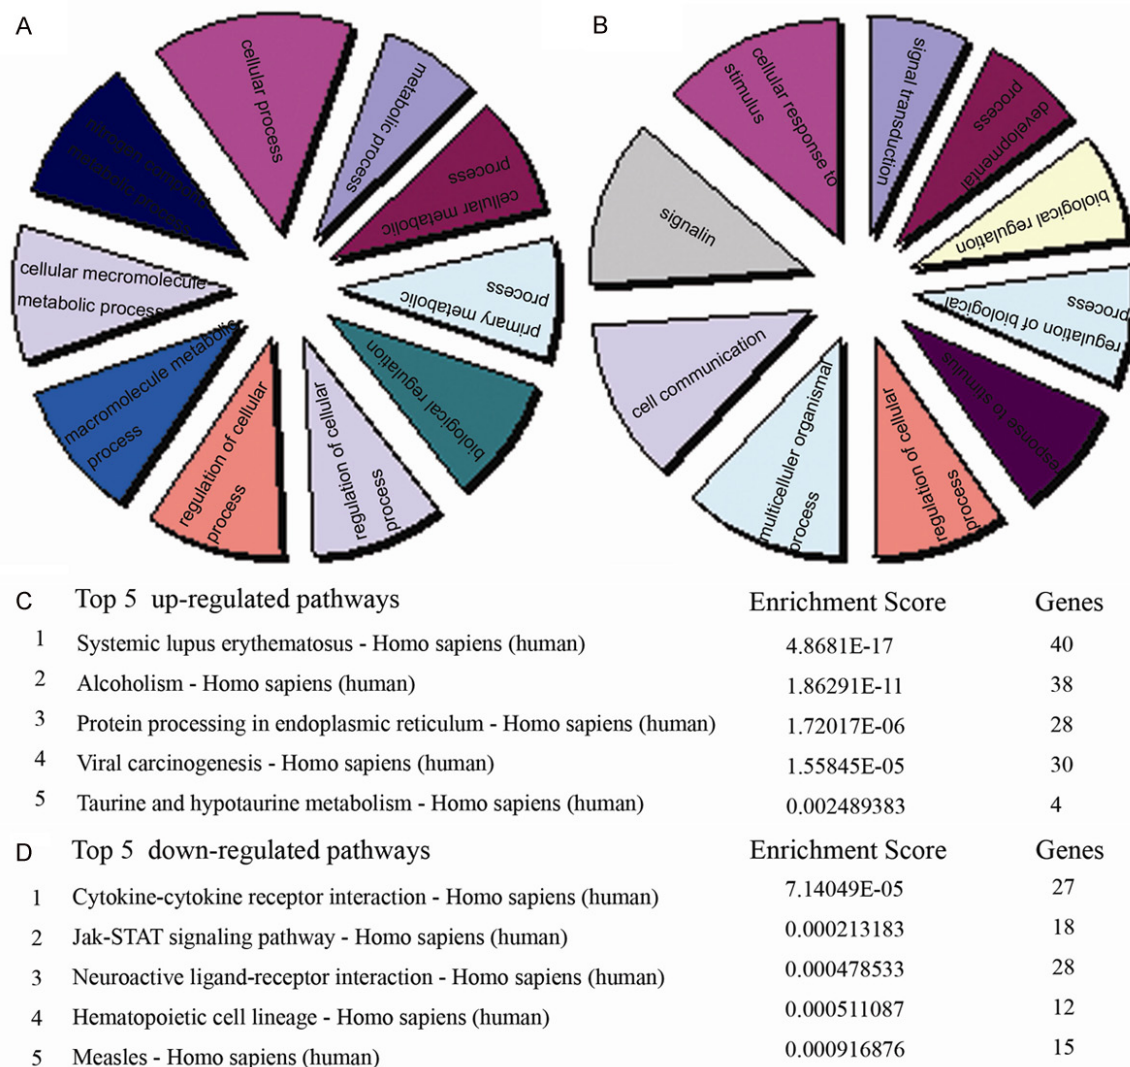 A
cellular process
metabolic process
cellular metabolic
process
primary metabolic
process
biological regulation
regulation of cellular
process
regulation of cellular
process
macromolecule metabolic
process
cellular mecromolecule
metabolic process
nitrogen
metabolic process
B
cellular response to
stimulus
signal transduction
developmental
process
biological regulation
regulation of biological
process
esponse to stimulus
regulation of cellular
process
multicelluler organismal
process
cell communication
signalin
C Top 5 up-regulated pathways Enrichment Score Genes
1 Systemic lupus erythematosus - Homo sapiens (human) 4.8681E-17 40
2 Alcoholism - Homo sapiens (human) 1.86291E-11 38
3 Protein processing in endoplasmic reticulum - Homo sapiens (human) 1.72017E-06 28
4 Viral carcinogenesis - Homo sapiens (human) 1.55845E-05 30
5 Taurine and hypotaurine metabolism - Homo sapiens (human) 0.002489383 4
D Top 5 down-regulated pathways Enrichment Score Genes
1 Cytokine-cytokine receptor interaction - Homo sapiens (human) 7.14049E-05 27
2 Jak-STAT signaling pathway - Homo sapiens (human) 0.000213183 18
3 Neuroactive ligand-receptor interaction - Homo sapiens (human) 0.000478533 28
4 Hematopoietic cell lineage - Homo sapiens (human) 0.000511087 12
5 Measles - Homo sapiens (human) 0.000916876 15